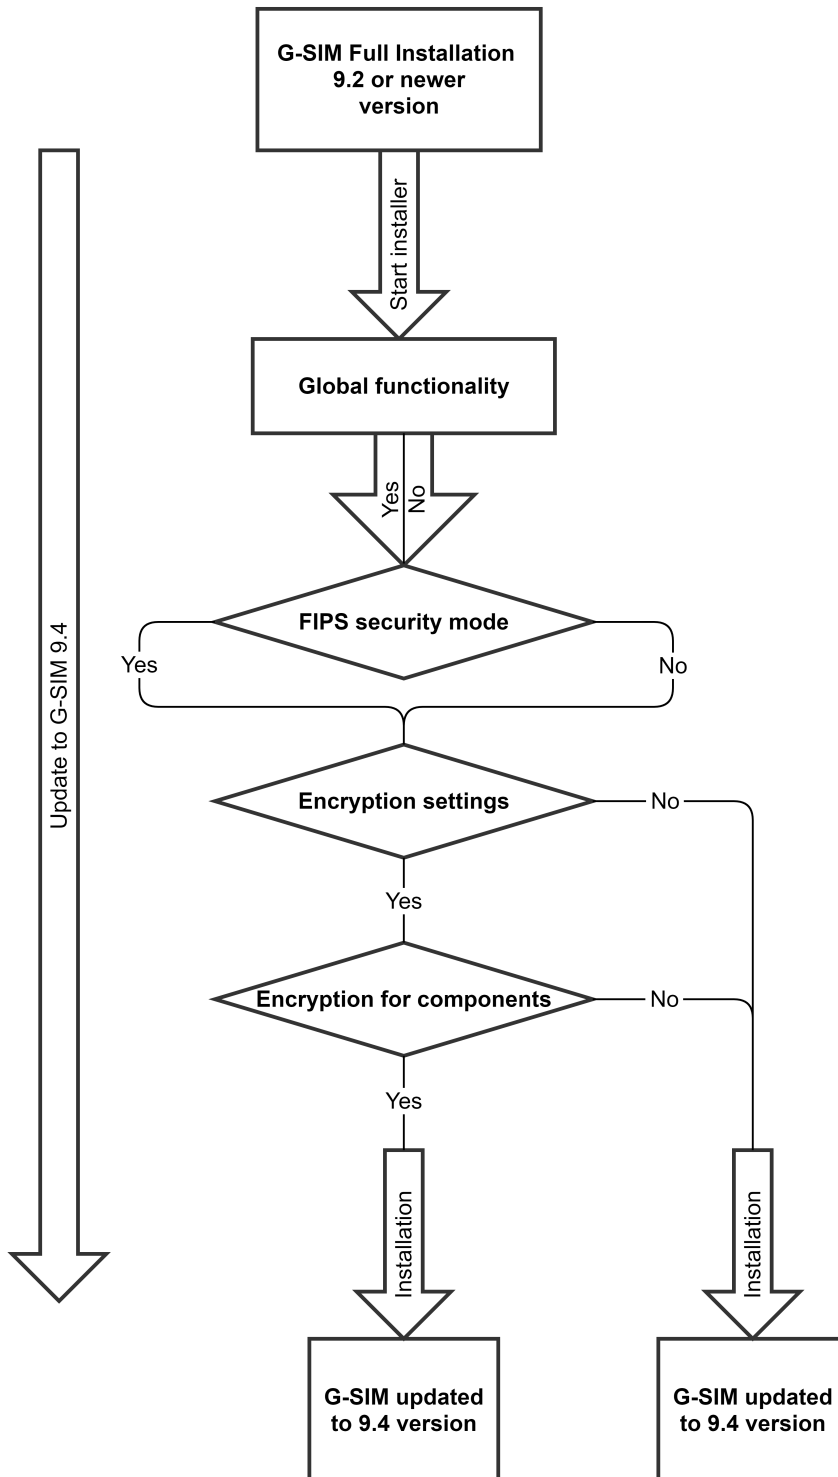 G-SIM Full Installation
9.2 or newer
version
Start installer
Global functionality
Yes
No
FIPS security mode
Yes
No
Update to G-SIM 9.4
Encryption settings
No
Yes
Encryption for components
No
Yes
Installation
Installation
G-SIM updated
to 9.4 version
G-SIM updated
to 9.4 version